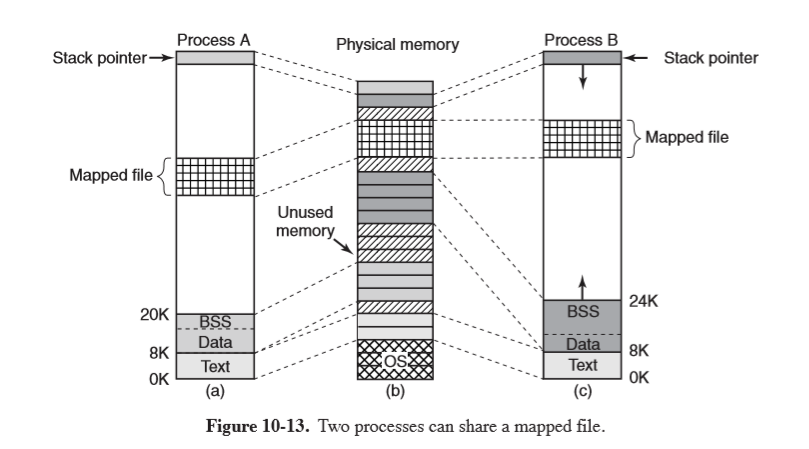 Process A
Physical memory
Process B
Stack pointer
Stack pointer
Mapped file
Mapped file
Unused
memory
20K
BSS
Data
8K
Text
0K
OS
24K
BSS
Data
8K
Text
0K
(a)
(b)
(c)
Figure 10-13. Two processes can share a mapped file.